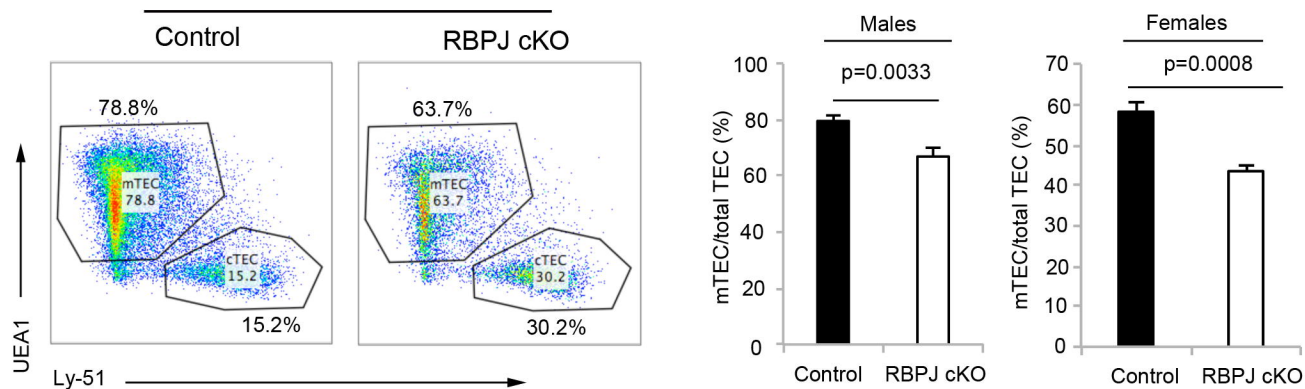 Control
RBPJ cKO
78.8%
mTEC
78.8
cTEC
15.2
15.2%
63.7%
mTEC
63.7
cTEC
30.2
30.2%
UEA1
Ly-51
Males
p=0.0033
mTEC/total TEC (%)
100
80
60
40
20
0
Control
RBPJ cKO
Females
p=0.0008
mTEC/total TEC (%)
70
60
50
40
30
20
10
0
Control
RBPJ cKO